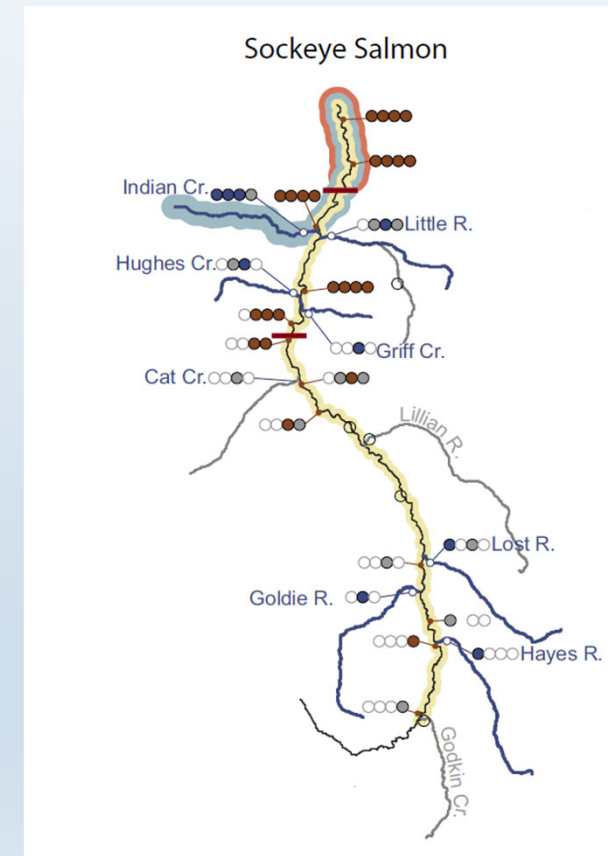 Sockeye Salmon
Indian Cr.
Little R.
Hughes Cr.
Griff Cr.
Cat Cr.
Lillian R.
Lost R.
Goldie R.
Hayes R.
Godkin Cr.